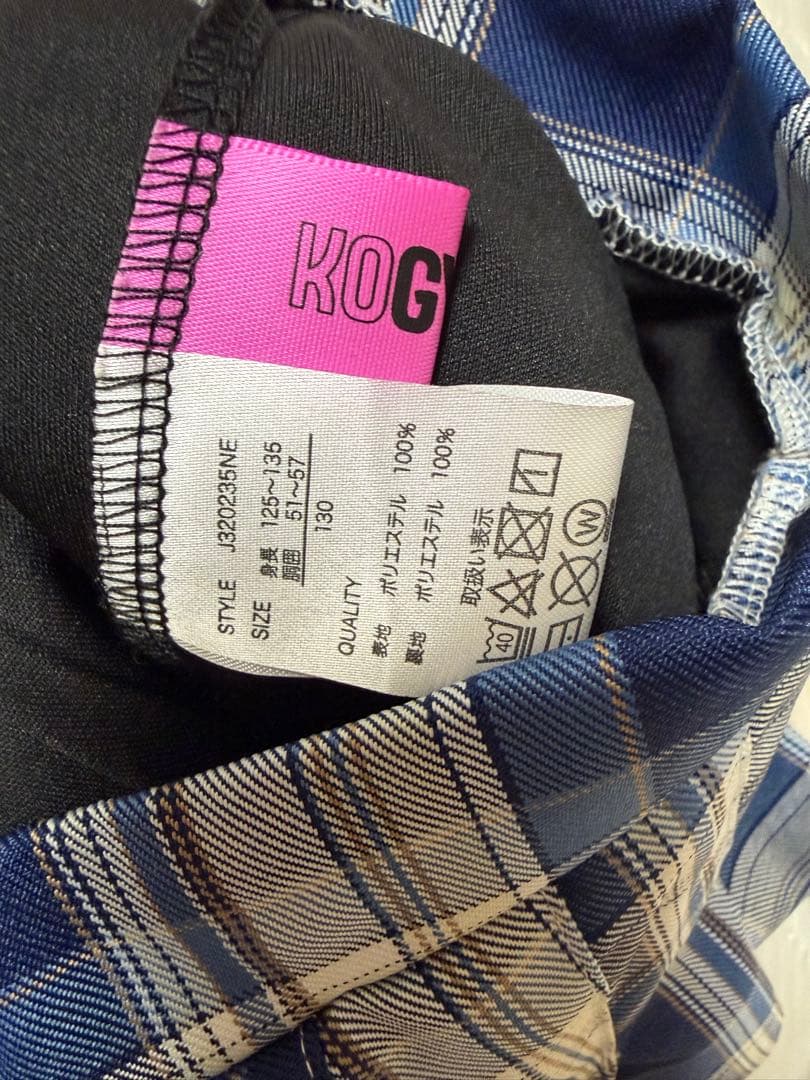 KOG
STYLE J320235NE
SIZE 身長 125〜135
胴囲 51〜57
130
QUALITY
表地 ポリエステル 100%
裏地 ポリエステル 100%
取扱い表示
40
W